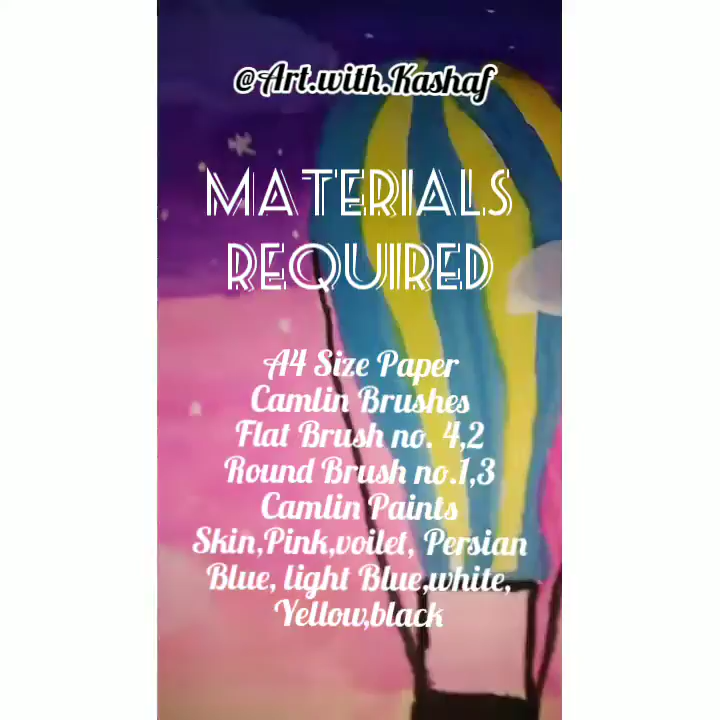 @Art.with.Kashaf
MATERIALS
REQUIRED
A4 Size Paper
Camlin Brushes
Flat Brush no. 4,2
Round Brush no.1,3
Camlin Paints
Skin,Pink,voilet, Persian
Blue, light Blue,white,
Yellow,black